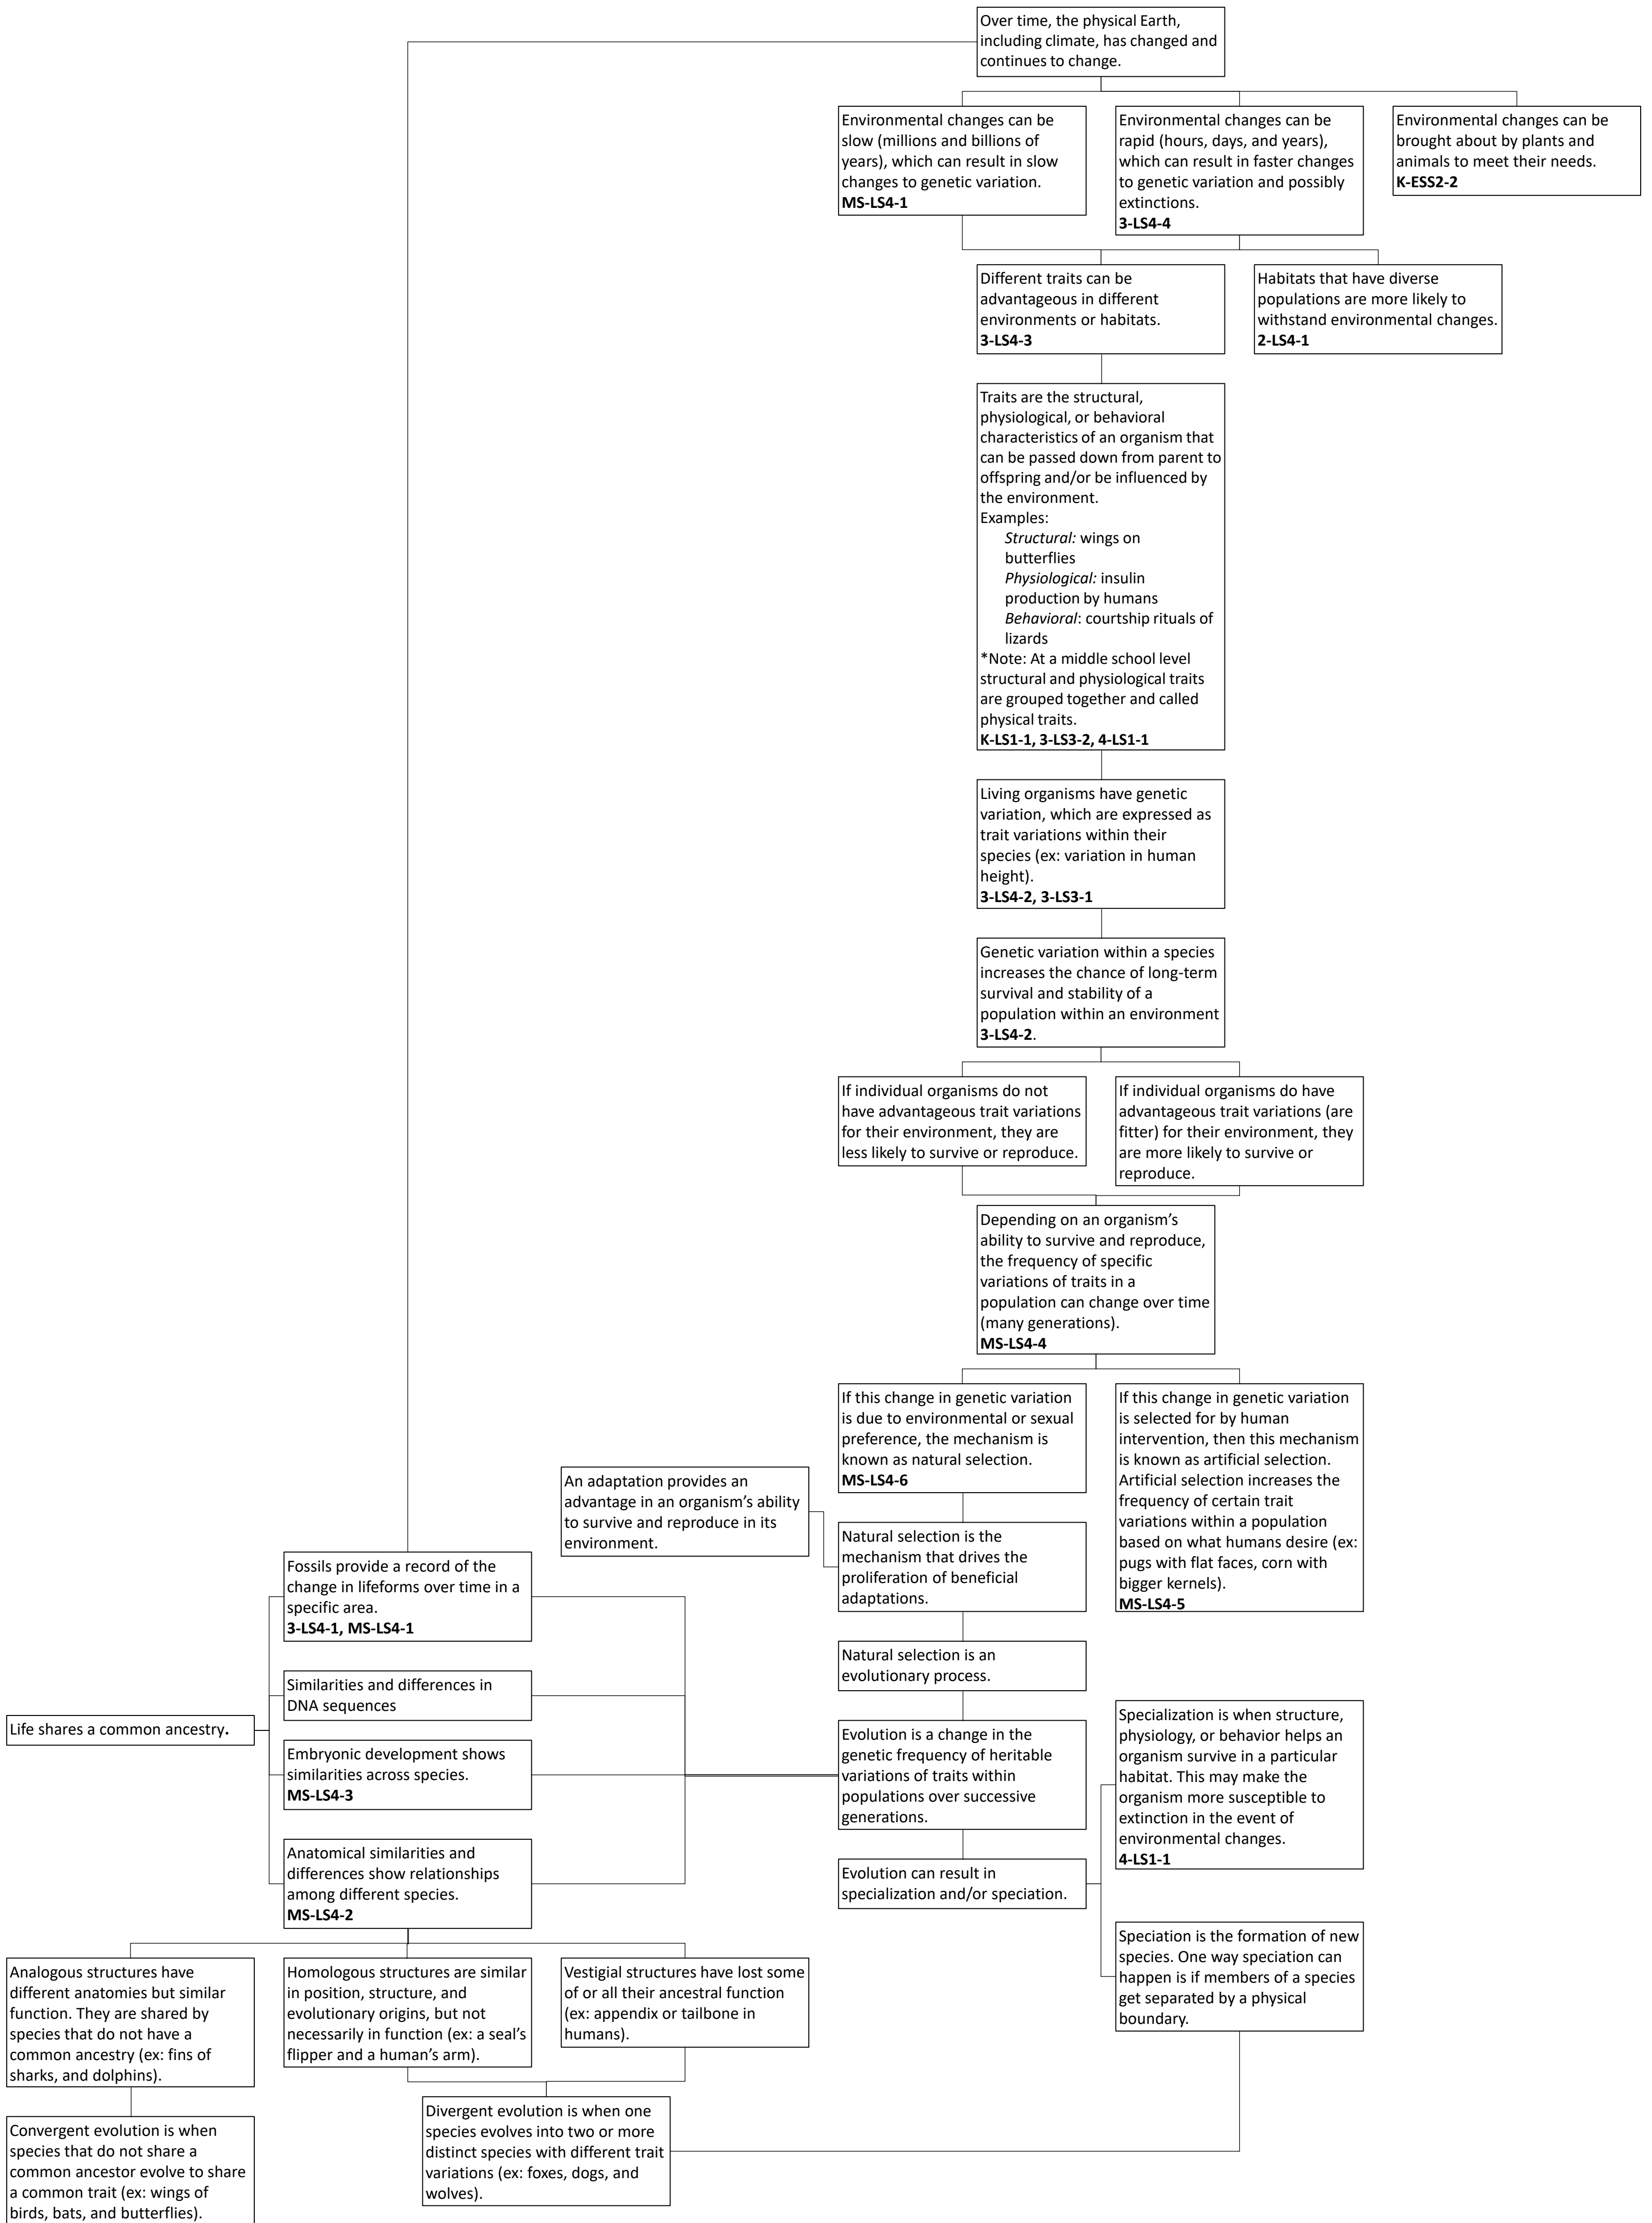 Over time, the physical Earth,
including climate, has changed and
continues to change.
Environmental changes can be
slow (millions and billions of
years), which can result in slow
changes to genetic variation.
MS-LS4-1
Environmental changes can be
rapid (hours, days, and years),
which can result in faster changes
to genetic variation and possibly
extinctions.
3-LS4-4
Environmental changes can be
brought about by plants and
animals to meet their needs.
K-ESS2-2
Different traits can be
advantageous in different
environments or habitats.
3-LS4-3
Habitats that have diverse
populations are more likely to
withstand environmental changes.
2-LS4-1
Traits are the structural,
physiological, or behavioral
characteristics of an organism that
can be passed down from parent to
offspring and/or be influenced by
the environment.
Examples:
Structural: wings on
butterflies
Physiological: insulin
production by humans
Behavioral: courtship rituals of
lizards
*Note: At a middle school level
structural and physiological traits
are grouped together and called
physical traits.
K-LS1-1, 3-LS3-2, 4-LS1-1
Living organisms have genetic
variation, which are expressed as
trait variations within their
species (ex: variation in human
height).
3-LS4-2, 3-LS3-1
Genetic variation within a species
increases the chance of long-term
survival and stability of a
population within an environment
3-LS4-2.
If individual organisms do not
have advantageous trait variations
for their environment, they are
less likely to survive or reproduce.
If individual organisms do have
advantageous trait variations (are
fitter) for their environment, they
are more likely to survive or
reproduce.
Depending on an organism’s
ability to survive and reproduce,
the frequency of specific
variations of traits in a
population can change over time
(many generations).
MS-LS4-4
If this change in genetic variation
is due to environmental or sexual
preference, the mechanism is
known as natural selection.
MS-LS4-6
If this change in genetic variation
is selected for by human
intervention, then this mechanism
is known as artificial selection.
Artificial selection increases the
frequency of certain trait
variations within a population
based on what humans desire (ex:
pugs with flat faces, corn with
bigger kernels).
MS-LS4-5
An adaptation provides an
advantage in an organism’s ability
to survive and reproduce in its
environment.
Natural selection is the
mechanism that drives the
proliferation of beneficial
adaptations.
Fossils provide a record of the
change in lifeforms over time in a
specific area.
3-LS4-1, MS-LS4-1
Natural selection is an
evolutionary process.
Similarities and differences in
DNA sequences
Life shares a common ancestry.
Embryonic development shows
similarities across species.
MS-LS4-3
Evolution is a change in the
genetic frequency of heritable
variations of traits within
populations over successive
generations.
Specialization is when structure,
physiology, or behavior helps an
organism survive in a particular
habitat. This may make the
organism more susceptible to
extinction in the event of
environmental changes.
4-LS1-1
Anatomical similarities and
differences show relationships
among different species.
MS-LS4-2
Evolution can result in
specialization and/or speciation.
Speciation is the formation of new
species. One way speciation can
happen is if members of a species
get separated by a physical
boundary.
Analogous structures have
different anatomies but similar
function. They are shared by
species that do not have a
common ancestry (ex: fins of
sharks, and dolphins).
Homologous structures are similar
in position, structure, and
evolutionary origins, but not
necessarily in function (ex: a seal’s
flipper and a human’s arm).
Vestigial structures have lost some
of or all their ancestral function
(ex: appendix or tailbone in
humans).
Convergent evolution is when
species that do not share a
common ancestor evolve to share
a common trait (ex: wings of
birds, bats, and butterflies).
Divergent evolution is when one
species evolves into two or more
distinct species with different trait
variations (ex: foxes, dogs, and
wolves).